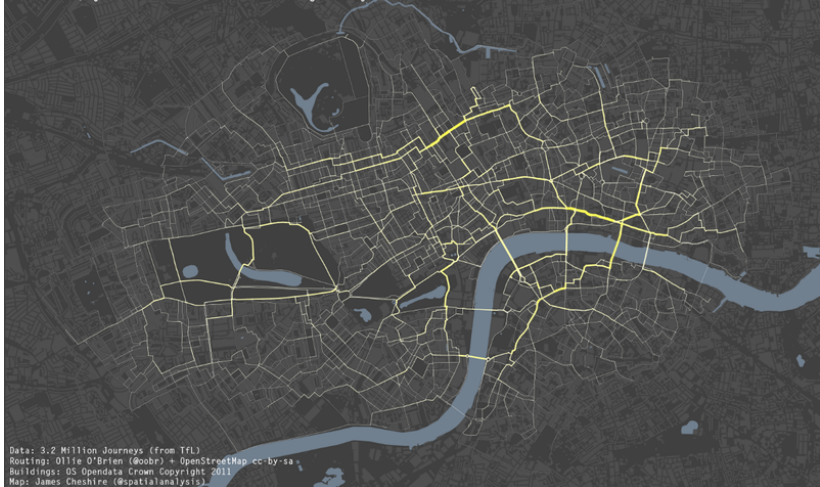 Data: 3.2 Million Journeys (from TfL)
Routing: Ollie O'Brien (@oobr) + OpenStreetMap cc-by-sa
Buildings: OS Opendata Crown Copyright 2011
Map: James Cheshire (@spatialanalysis)